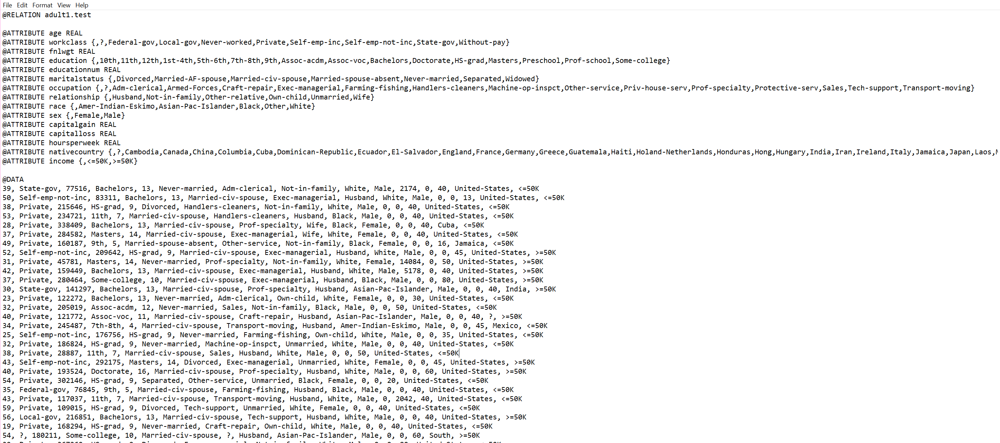 File Edit Format View Help
@RELATION adult1.test
@ATTRIBUTE age REAL
@ATTRIBUTE workclass {,?,Federal-gov,Local-gov,Never-worked,Private,Self-emp-inc,Self-emp-not-inc,State-gov,Without-pay}
@ATTRIBUTE fnlwgt REAL
@ATTRIBUTE education {,10th,11th,12th,1st-4th,5th-6th,7th-8th,9th,Assoc-acdm,Assoc-voc,Bachelors,Doctorate,HS-grad,Masters,Preschool,Prof-school,Some-college}
@ATTRIBUTE educationnum REAL
@ATTRIBUTE maritalstatus {,Divorced,Married-AF-spouse,Married-civ-spouse,Married-spouse-absent,Never-married,Separated,Widowed}
@ATTRIBUTE occupation {,?,Adm-clerical,Armed-Forces,Craft-repair,Exec-managerial,Farming-fishing,Handlers-cleaners,Machine-op-inspct,Other-service,Priv-house-serv,Prof-specialty,Protective-serv,Sales,Tech-support,Transport-moving}
@ATTRIBUTE relationship {,Husband,Not-in-family,Other-relative,Own-child,Unmarried,Wife}
@ATTRIBUTE race {,Amer-Indian-Eskimo,Asian-Pac-Islander,Black,Other,White}
@ATTRIBUTE sex {,Female,Male}
@ATTRIBUTE capitalgain REAL
@ATTRIBUTE capitalloss REAL
@ATTRIBUTE hoursperweek REAL
@ATTRIBUTE nativecountry {,?,Cambodia,Canada,China,Columbia,Cuba,Dominican-Republic,Ecuador,El-Salvador,England,France,Germany,Greece,Guatemala,Haiti,Holand-Netherlands,Honduras,Hong,Hungary,India,Iran,Ireland,Italy,Jamaica,Japan,Laos,
@ATTRIBUTE income {,<=50K,>=50K}
@DATA
39, State-gov, 77516, Bachelors, 13, Never-married, Adm-clerical, Not-in-family, White, Male, 2174, 0, 40, United-States, <=50K
50, Self-emp-not-inc, 83311, Bachelors, 13, Married-civ-spouse, Exec-managerial, Husband, White, Male, 0, 0, 13, United-States, <=50K
38, Private, 215646, HS-grad, 9, Divorced, Handlers-cleaners, Not-in-family, White, Male, 0, 0, 40, United-States, <=50K
53, Private, 234721, 11th, 7, Married-civ-spouse, Handlers-cleaners, Husband, Black, Male, 0, 0, 40, United-States, <=50K
28, Private, 338409, Bachelors, 13, Married-civ-spouse, Prof-specialty, Wife, Black, Female, 0, 0, 40, Cuba, <=50K
37, Private, 284582, Masters, 14, Married-civ-spouse, Exec-managerial, Wife, White, Female, 0, 0, 40, United-States, <=50K
49, Private, 160187, 9th, 5, Married-spouse-absent, Other-service, Not-in-family, Black, Female, 0, 0, 16, Jamaica, <=50K
52, Self-emp-not-inc, 209642, HS-grad, 9, Married-civ-spouse, Exec-managerial, Husband, White, Male, 0, 0, 45, United-States, >=50K
31, Private, 45781, Masters, 14, Never-married, Prof-specialty, Not-in-family, White, Female, 14084, 0, 50, United-States, >=50K
42, Private, 159449, Bachelors, 13, Married-civ-spouse, Exec-managerial, Husband, White, Male, 5178, 0, 40, United-States, >=50K
37, Private, 280464, Some-college, 10, Married-civ-spouse, Exec-managerial, Husband, Black, Male, 0, 0, 80, United-States, >=50K
30, State-gov, 141297, Bachelors, 13, Married-civ-spouse, Prof-specialty, Husband, Asian-Pac-Islander, Male, 0, 0, 40, India, >=50K
23, Private, 122272, Bachelors, 13, Never-married, Adm-clerical, Own-child, White, Female, 0, 0, 30, United-States, <=50K
32, Private, 205019, Assoc-acdm, 12, Never-married, Sales, Not-in-family, Black, Male, 0, 0, 50, United-States, <=50K
40, Private, 121772, Assoc-voc, 11, Married-civ-spouse, Craft-repair, Husband, Asian-Pac-Islander, Male, 0, 0, 40, ?, >=50K
34, Private, 245487, 7th-8th, 4, Married-civ-spouse, Transport-moving, Husband, Amer-Indian-Eskimo, Male, 0, 0, 45, Mexico, <=50K
25, Self-emp-not-inc, 176756, HS-grad, 9, Never-married, Farming-fishing, Own-child, White, Male, 0, 0, 35, United-States, <=50K
32, Private, 186824, HS-grad, 9, Never-married, Machine-op-inspct, Unmarried, White, Male, 0, 0, 40, United-States, <=50K
38, Private, 28887, 11th, 7, Married-civ-spouse, Sales, Husband, White, Male, 0, 0, 50, United-States, <=50K
43, Self-emp-not-inc, 292175, Masters, 14, Divorced, Exec-managerial, Unmarried, White, Female, 0, 0, 45, United-States, >=50K
40, Private, 193524, Doctorate, 16, Married-civ-spouse, Prof-specialty, Husband, White, Male, 0, 0, 60, United-States, >=50K
54, Private, 302146, HS-grad, 9, Separated, Other-service, Unmarried, Black, Female, 0, 0, 20, United-States, <=50K
35, Federal-gov, 76845, 9th, 5, Married-civ-spouse, Farming-fishing, Husband, Black, Male, 0, 0, 40, United-States, <=50K
43, Private, 117037, 11th, 7, Married-civ-spouse, Transport-moving, Husband, White, Male, 0, 2042, 40, United-States, <=50K
59, Private, 109015, HS-grad, 9, Divorced, Tech-support, Unmarried, White, Female, 0, 0, 40, United-States, <=50K
56, Local-gov, 216851, Bachelors, 13, Married-civ-spouse, Tech-support, Husband, White, Male, 0, 0, 40, United-States, >=50K
19, Private, 168294, HS-grad, 9, Never-married, Craft-repair, Own-child, White, Male, 0, 0, 40, United-States, <=50K
54, ?, 180211, Some-college, 10, Married-civ-spouse, ?, Husband, Asian-Pac-Islander, Male, 0, 0, 60, South, >=50K